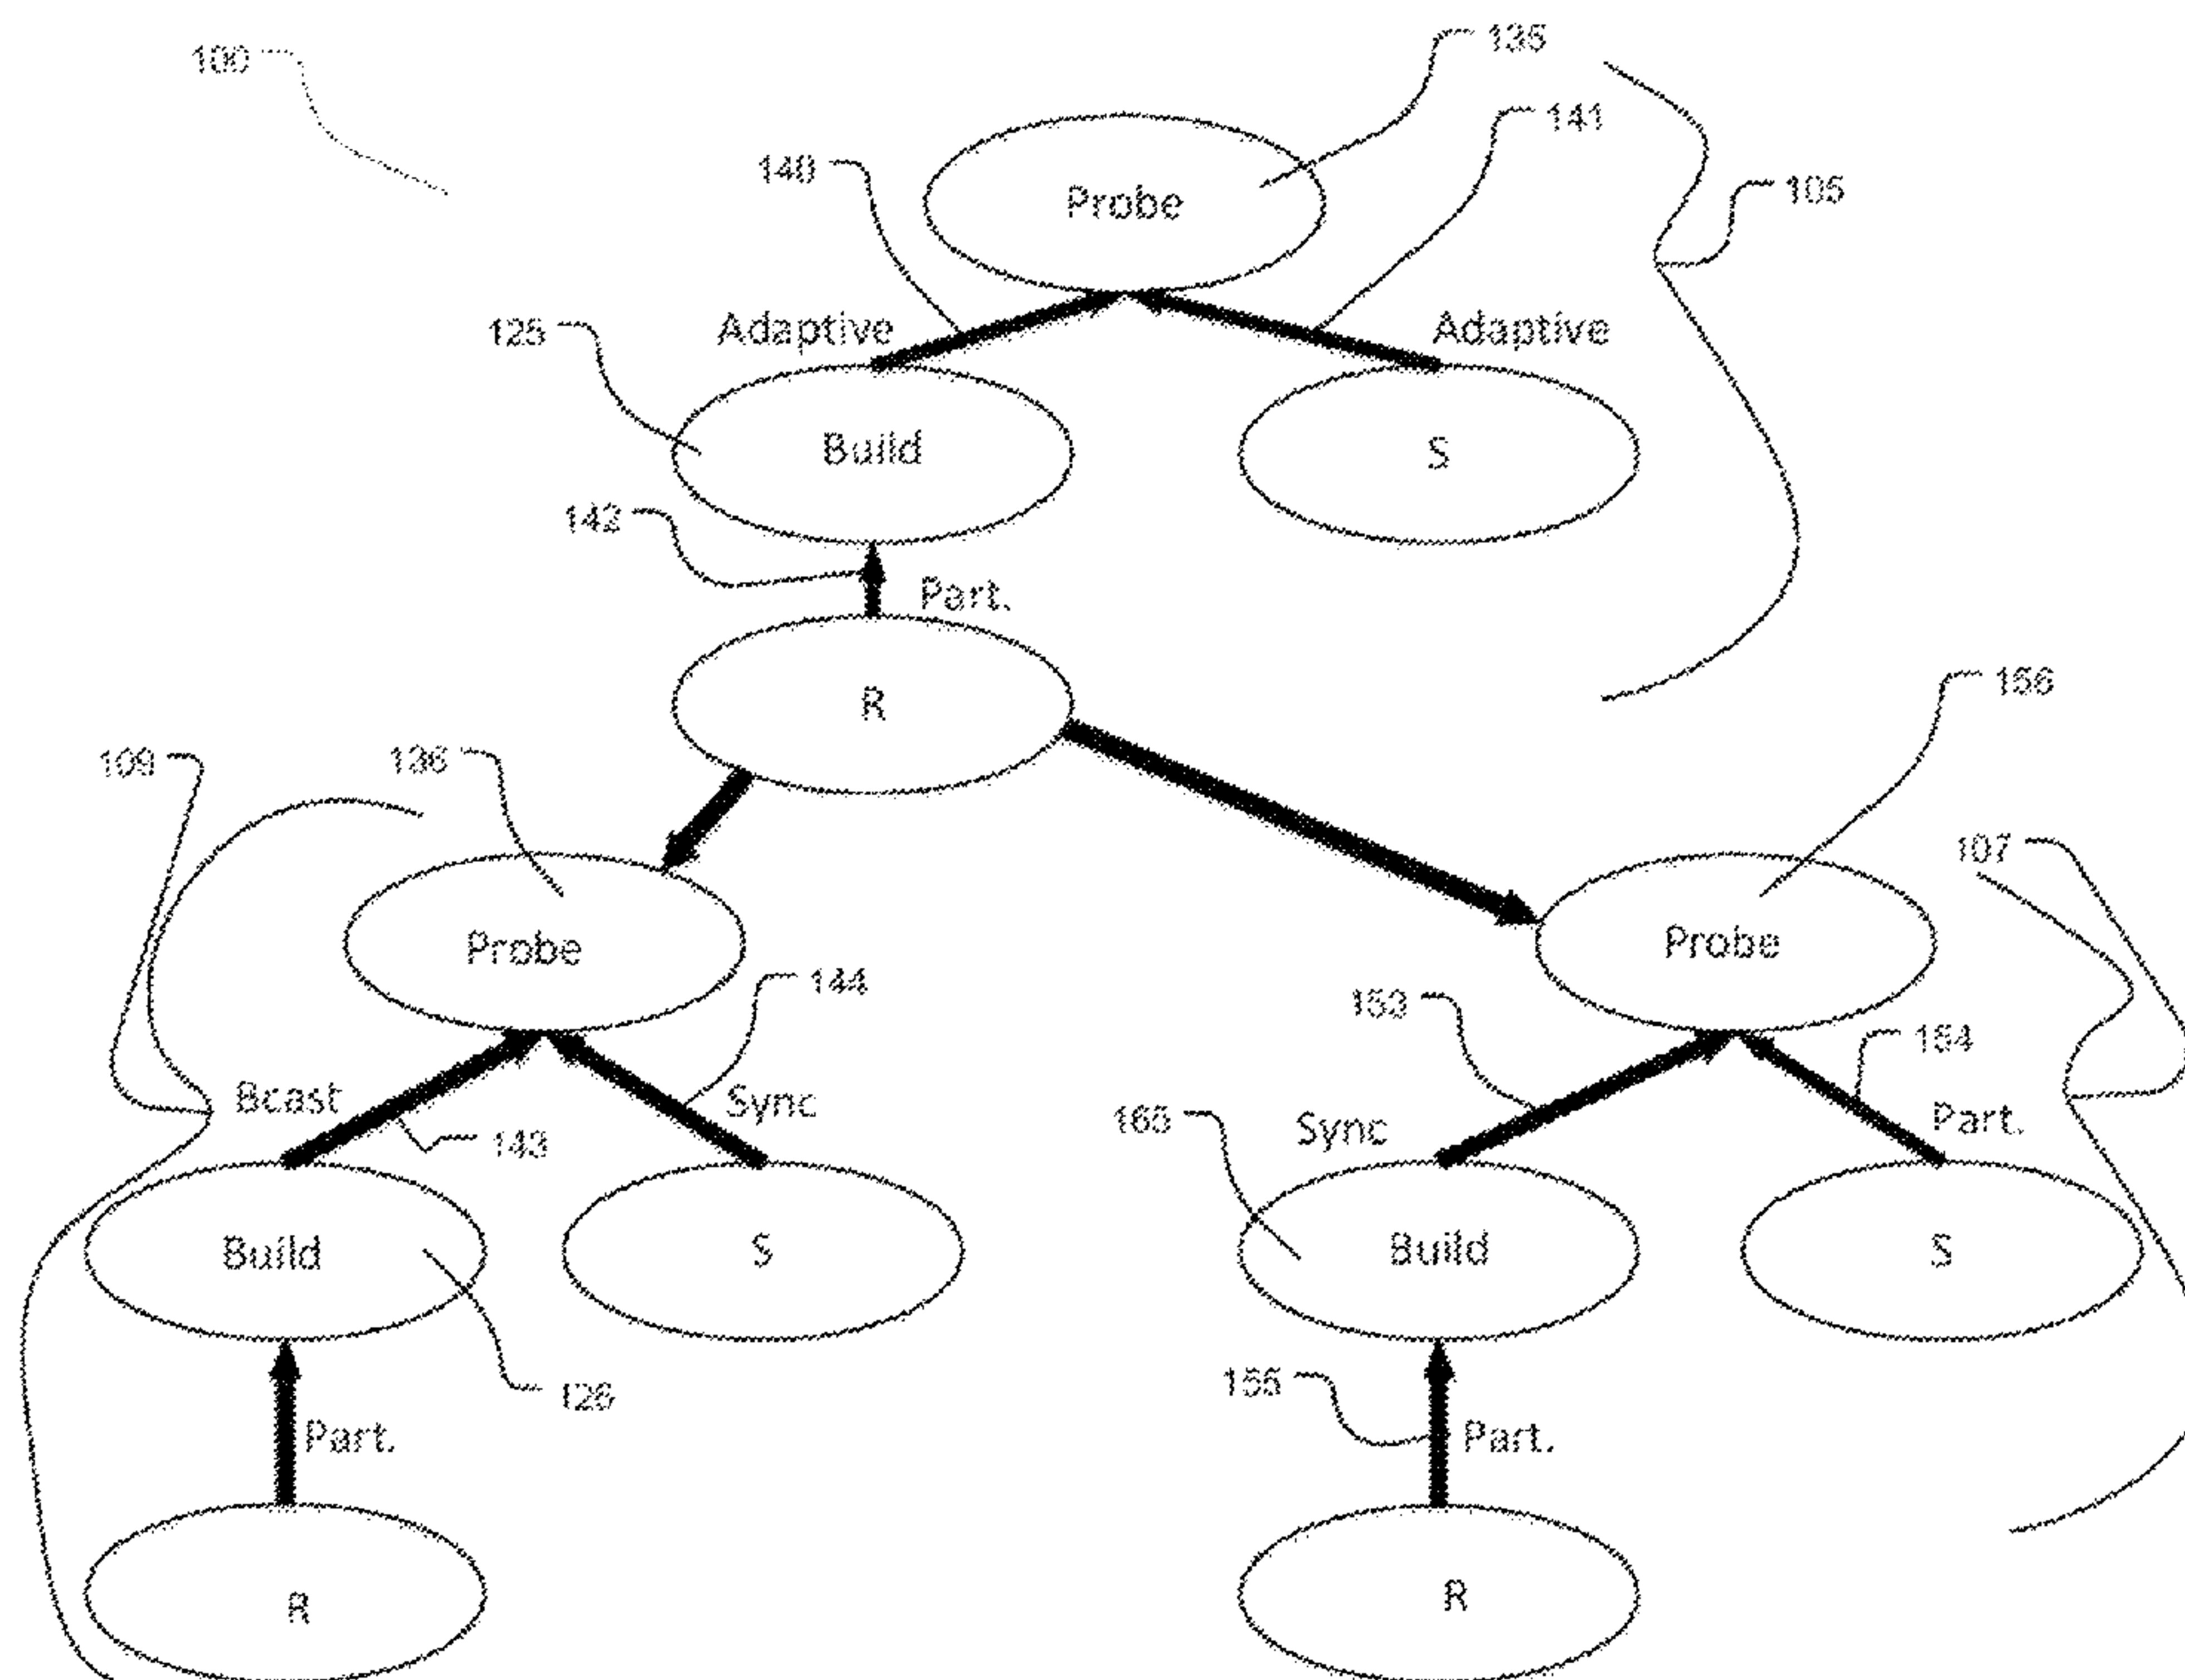 100
135
141
140
Probe
105
125
Adaptive
Adaptive
Build
S
142
Part.
R
156
109
136
107
Probe
Probe
144
153
154
Bcast
Sync
165
Sync
Part.
143
Build
S
Build
S
126
155
Part.
Part.
R
R